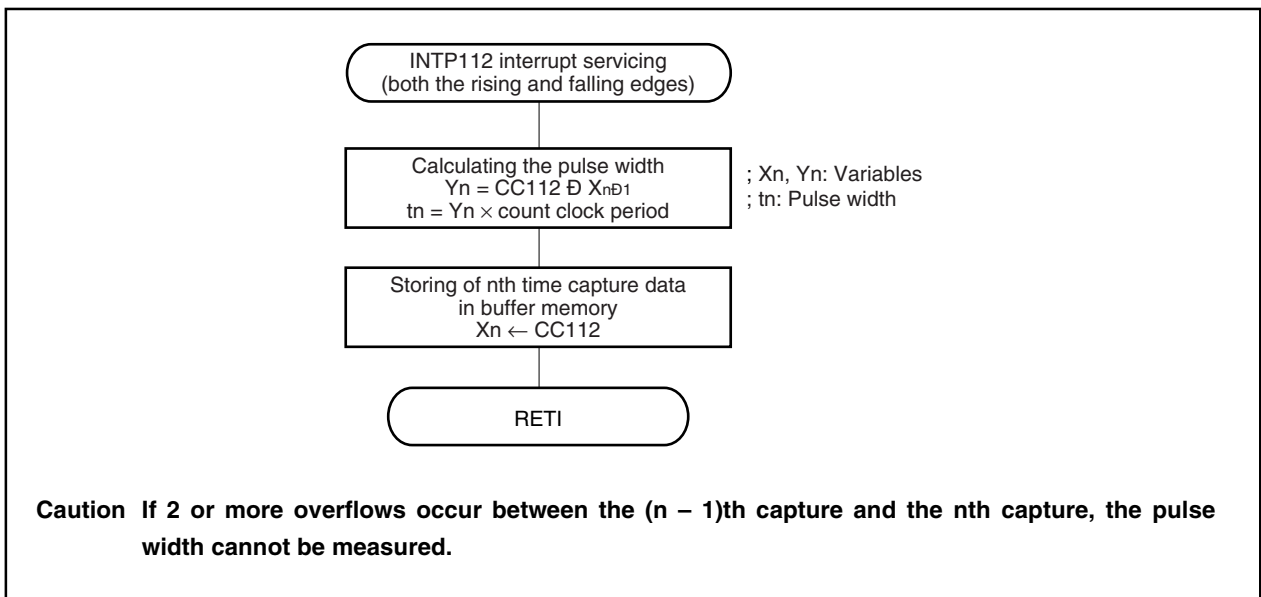 INTP112 interrupt servicing
(both the rising and falling edges)
Calculating the pulse width
Yn = CC112 Ð XnÐ1
tn = Yn × count clock period
; Xn, Yn: Variables
; tn: Pulse width
Storing of nth time capture data
in buffer memory
Xn ← CC112
RETI
Caution If 2 or more overflows occur between the (n – 1)th capture and the nth capture, the pulse
width cannot be measured.